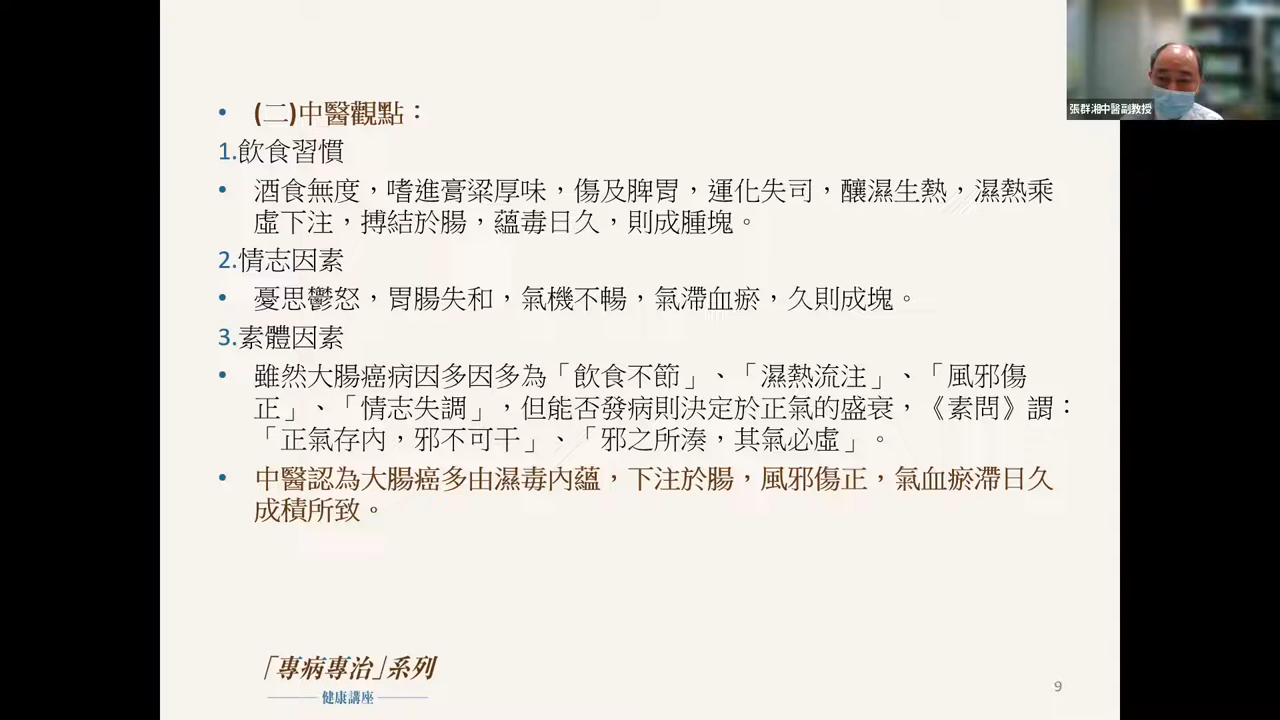 • (二)中醫觀點：
1.飲食習慣
• 酒食無度，嗜進膏粱厚味，傷及脾胃，運化失司，釀濕生熱，濕熱乘
虛下注，搏結於腸，蘊毒日久，則成腫塊。
2.情志因素
• 憂思鬱怒，胃腸失和，氣機不暢，氣滯血瘀，久則成塊。
3.素體因素
• 雖然大腸癌病因多因多為「飲食不節」、「濕熱流注」、「風邪傷
正」、「情志失調」，但能否發病則決定於正氣的盛衰，《素問》謂：
「正氣存內，邪不可干」、「邪之所湊，其氣必虛」。
• 中醫認為大腸癌多由濕毒內蘊，下注於腸，風邪傷正，氣血瘀滯日久
成積所致。
「專病專治」系列
健康講座
9
張群湘中醫副教授